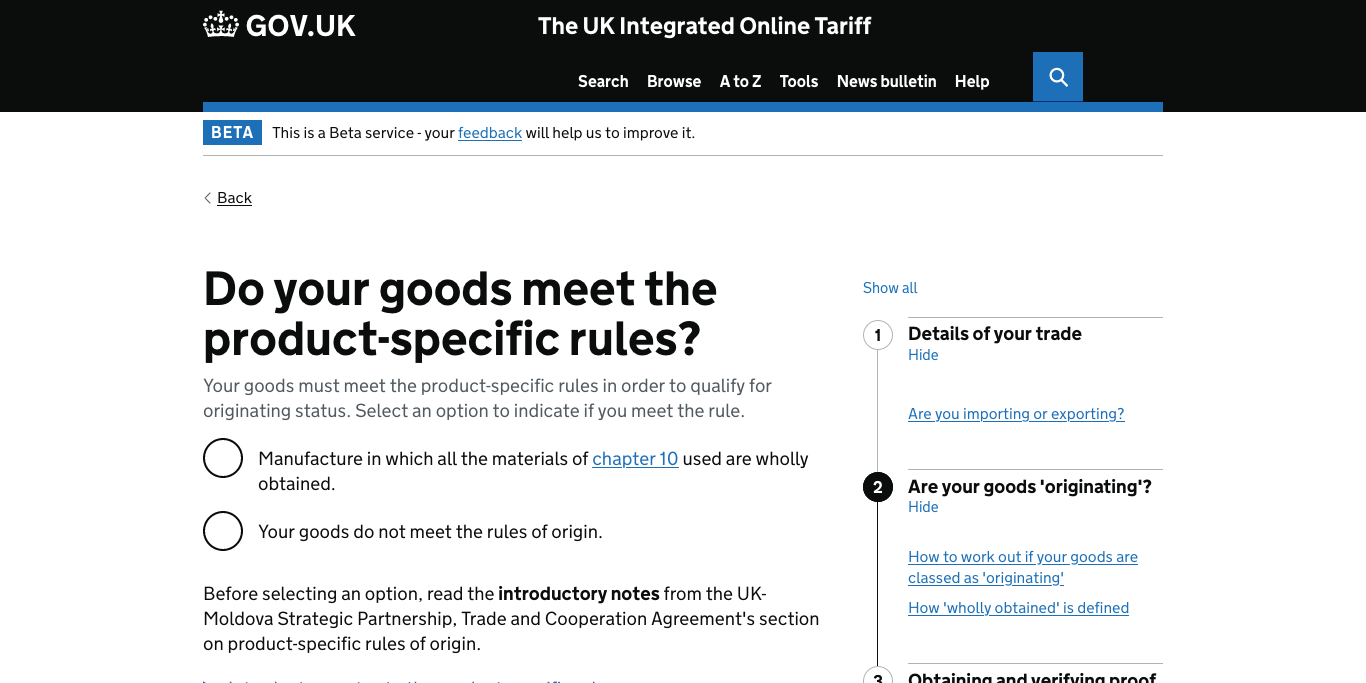 GOV.UK
The UK Integrated Online Tariff
Search Browse A to Z Tools News bulletin Help
BETA This is a Beta service - your feedback will help us to improve it.
Back
Do your goods meet the
product-specific rules?
Your goods must meet the product-specific rules in order to qualify for
originating status. Select an option to indicate if you meet the rule.
Manufacture in which all the materials of chapter 10 used are wholly
obtained.
Your goods do not meet the rules of origin.
Before selecting an option, read the introductory notes from the UK-
Moldova Strategic Partnership, Trade and Cooperation Agreement's section
on product-specific rules of origin.
Show all
1 Details of your trade
Hide
Are you importing or exporting?
2 Are your goods 'originating'?
Hide
How to work out if your goods are
classed as 'originating'
How 'wholly obtained' is defined
3 Obtaining and verifying proof